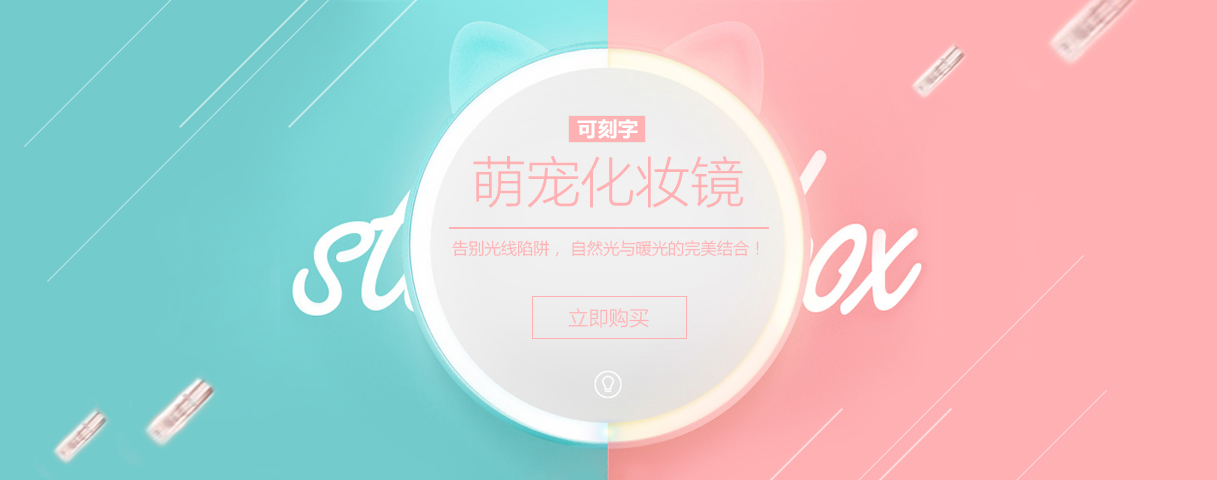 可刻字
萌宠化妆镜
告别光线陷阱，自然光与暖光的完美结合！
立即购买